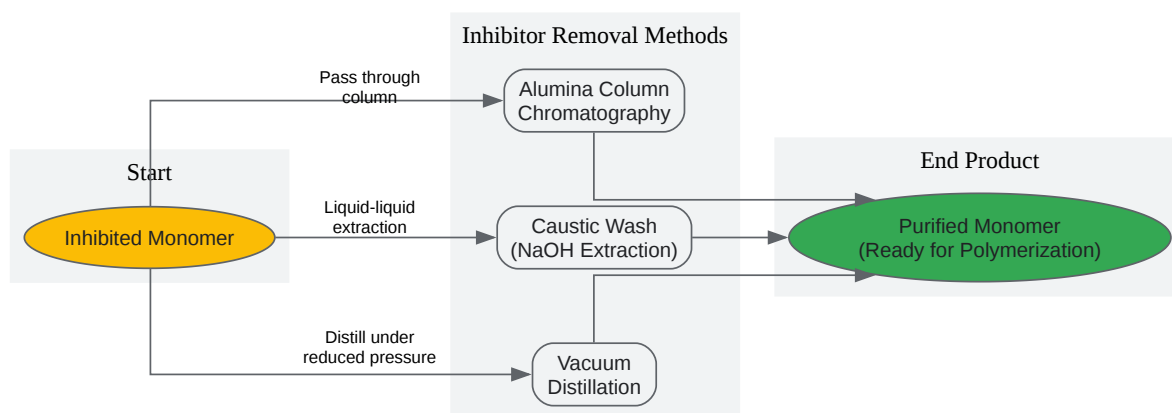 Inhibitor Removal Methods
Pass through
column
Alumina Column
Chromatography
Start
End Product
Inhibited Monomer
Liquid-liquid
extraction
Caustic Wash
(NaOH Extraction)
Purified Monomer
(Ready for Polymerization)
Distill under
reduced pressure
Vacuum
Distillation